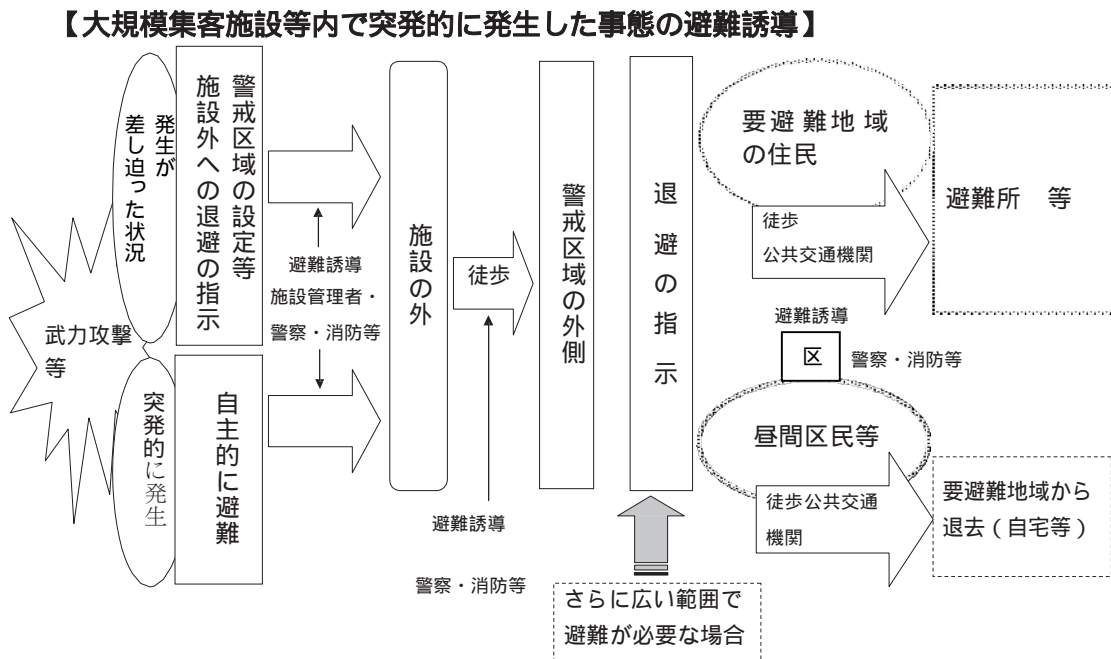 【大規模集客施設等内で突発的に発生した事態の避難誘導】
武力攻撃
等
発生が
差し迫った状況
警戒区域の設定等
施設外への退避の指示
突発的に発生
自主的に避難
避難誘導
施設管理者・
警察・消防等
施設の外
徒歩
避難誘導
警察・消防等
警戒区域の外側
退避の指示
さらに広い範囲で
避難が必要な場合
要避難地域
の住民
徒歩
公共交通機関
避難所 等
避難誘導
区
警察・消防等
昼間区民等
徒歩公共交通
機関
要避難地域から
退去(自宅等)